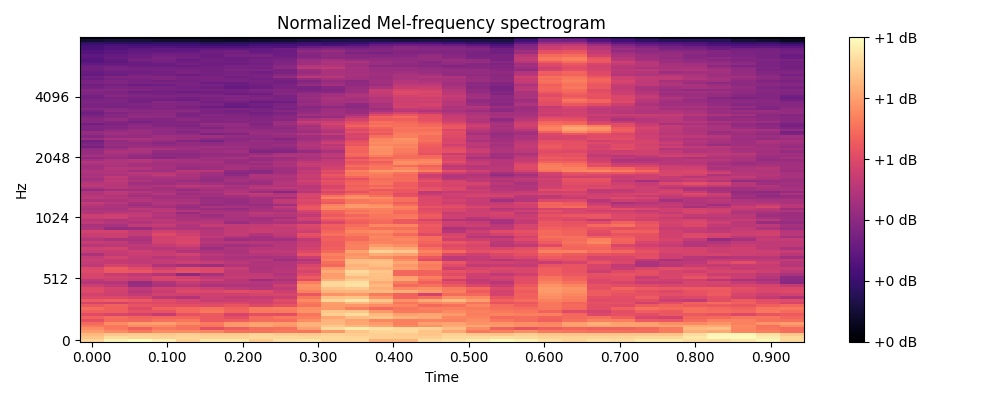 Normalized Mel-frequency spectrogram
Hz
4096
2048
1024
512
0
0.000 0.100 0.200 0.300 0.400 0.500 0.600 0.700 0.800 0.900
Time
+1 dB
+1 dB
+1 dB
+0 dB
+0 dB
+0 dB